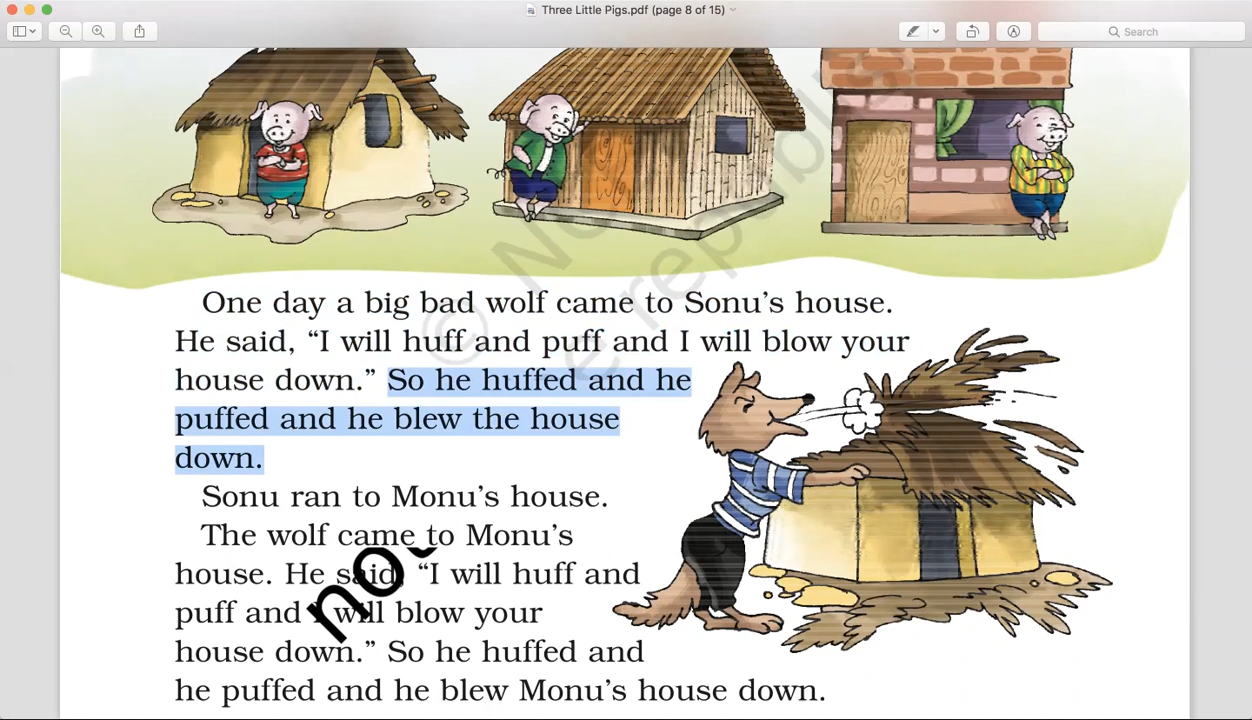 Three Little Pigs.pdf (page 8 of 15)
Search
One day a big bad wolf came to Sonu’s house.
He said, “I will huff and puff and I will blow your
house down.” So he huffed and he
puffed and he blew the house
down.
Sonu ran to Monu’s house.
The wolf came to Monu’s
house. He said, “I will huff and
puff and I will blow your
house down.” So he huffed and
he puffed and he blew Monu’s house down.
not